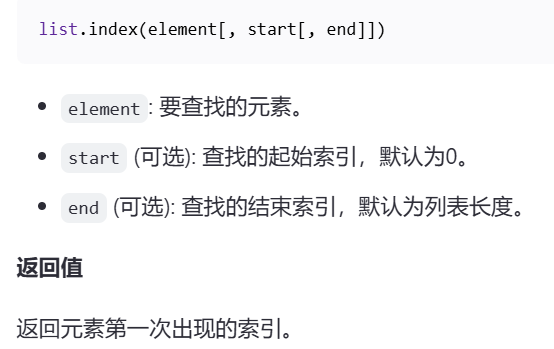 list.index(element[, start[, end]])
• element: 要查找的元素。
• start (可选): 查找的起始索引，默认为0。
• end (可选): 查找的结束索引，默认为列表长度。
返回值
返回元素第一次出现的索引。